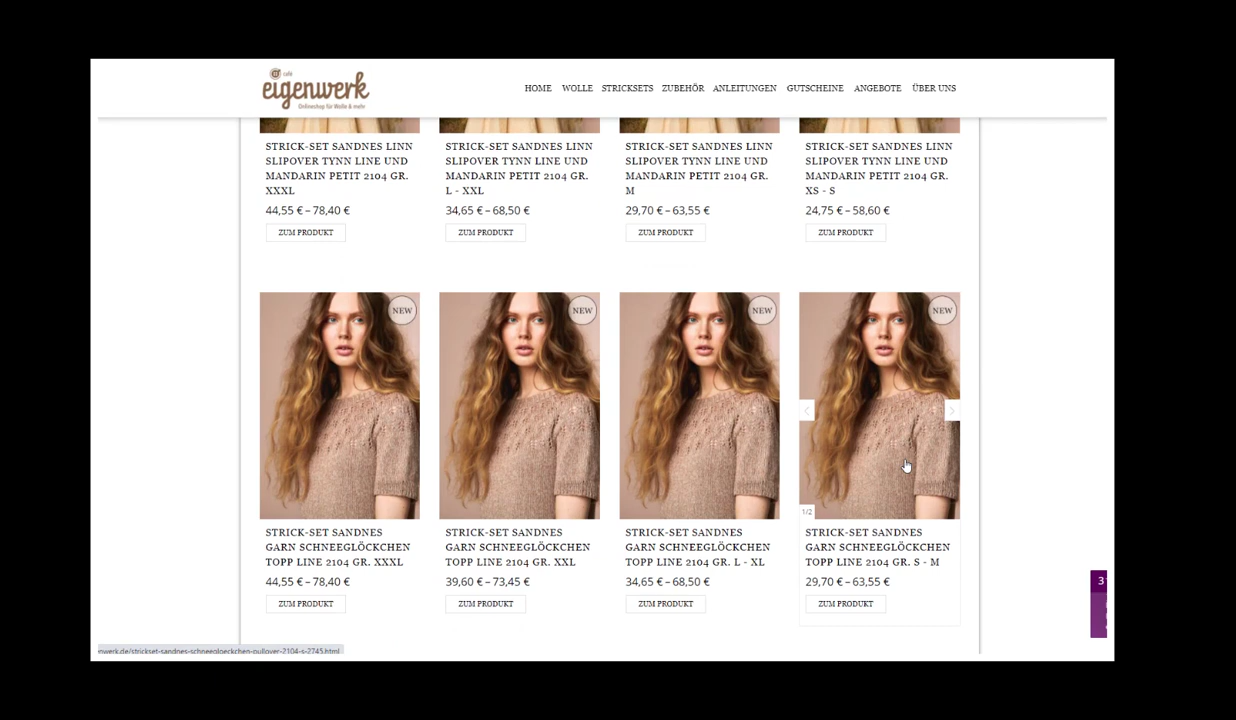 café
eigenwerk
Onlineshop für Wolle & mehr
HOME WOLLE STRICKSETS ZUBEHÖR ANLEITUNGEN GUTSCHEINE ANGEBOTE ÜBER UNS
STRICK-SET SANDNES LINN
SLIPOVER TYNN LINE UND
MANDARIN PETIT 2104 GR.
XXXL
44,55 € – 78,40 €
ZUM PRODUKT
STRICK-SET SANDNES LINN
SLIPOVER TYNN LINE UND
MANDARIN PETIT 2104 GR.
L - XXL
34,65 € – 68,50 €
ZUM PRODUKT
STRICK-SET SANDNES LINN
SLIPOVER TYNN LINE UND
MANDARIN PETIT 2104 GR.
M
29,70 € – 63,55 €
ZUM PRODUKT
STRICK-SET SANDNES LINN
SLIPOVER TYNN LINE UND
MANDARIN PETIT 2104 GR.
XS - S
24,75 € – 58,60 €
ZUM PRODUKT
NEW
STRICK-SET SANDNES
GARN SCHNEEGLÖCKCHEN
TOPP LINE 2104 GR. XXXL
44,55 € – 78,40 €
ZUM PRODUKT
NEW
STRICK-SET SANDNES
GARN SCHNEEGLÖCKCHEN
TOPP LINE 2104 GR. XXL
39,60 € – 73,45 €
ZUM PRODUKT
NEW
STRICK-SET SANDNES
GARN SCHNEEGLÖCKCHEN
TOPP LINE 2104 GR. L - XL
34,65 € – 68,50 €
ZUM PRODUKT
NEW
1/2
STRICK-SET SANDNES
GARN SCHNEEGLÖCKCHEN
TOPP LINE 2104 GR. S - M
29,70 € – 63,55 €
ZUM PRODUKT
3
enwerk.de/strickset-sandnes-schneegloeckchen-pullover-2104-s-2745.html